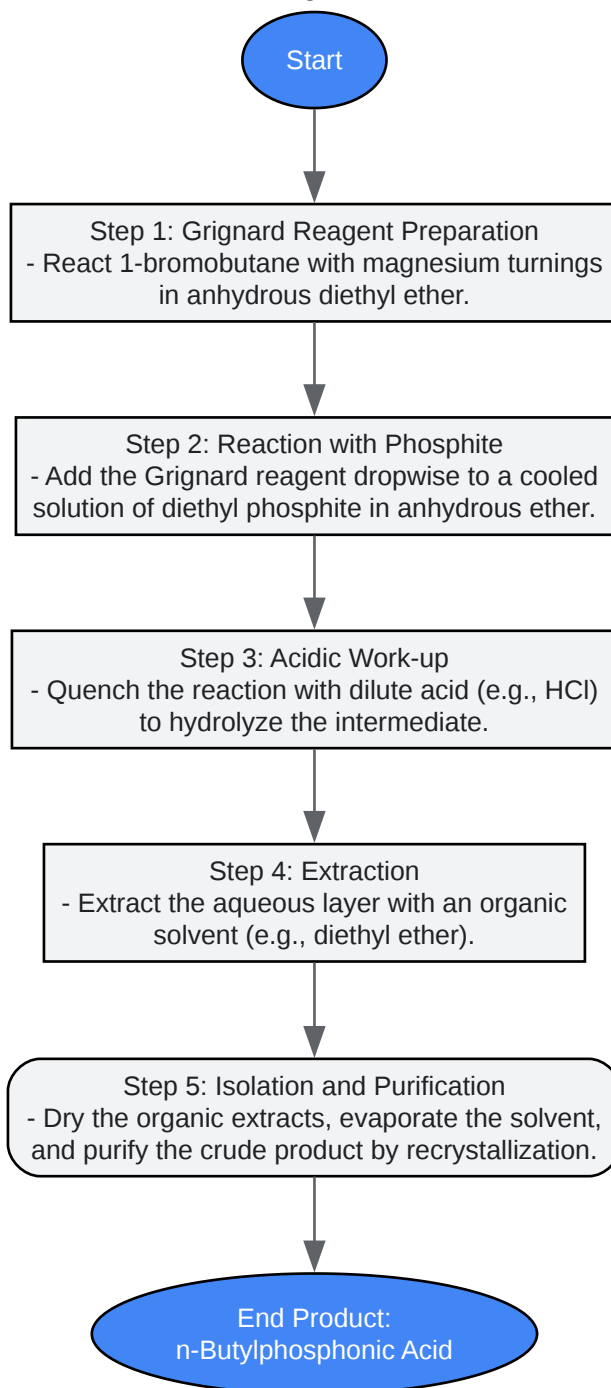 Start
Step 1: Grignard Reagent Preparation
- React 1-bromobutane with magnesium turnings
in anhydrous diethyl ether.
Step 2: Reaction with Phosphite
- Add the Grignard reagent dropwise to a cooled
solution of diethyl phosphite in anhydrous ether.
Step 3: Acidic Work-up
- Quench the reaction with dilute acid (e.g., HCl)
to hydrolyze the intermediate.
Step 4: Extraction
- Extract the aqueous layer with an organic
solvent (e.g., diethyl ether).
Step 5: Isolation and Purification
- Dry the organic extracts, evaporate the solvent,
and purify the crude product by recrystallization.
End Product:
n-Butylphosphonic Acid